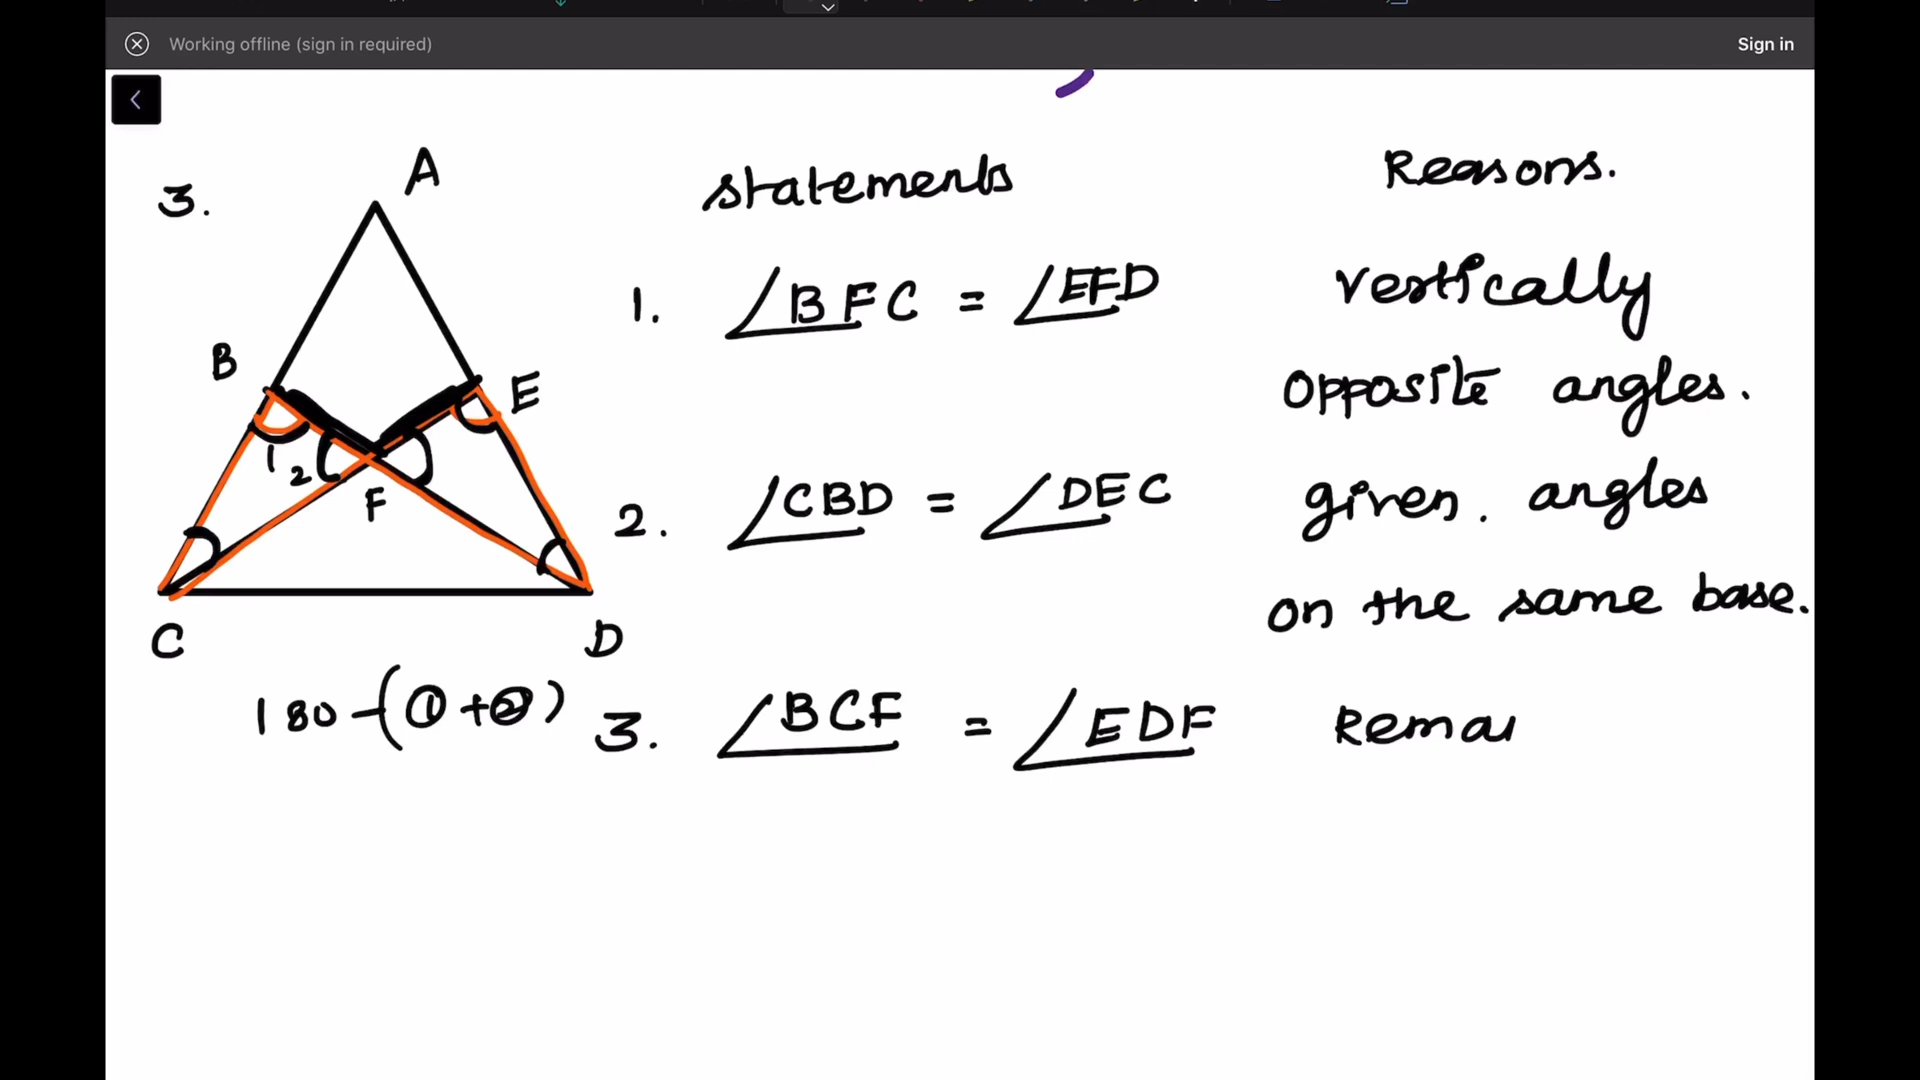 Working offline (sign in required)
Sign in
3.
A
statements
Reasons.
B
E
1
2
F
C
D
1. ∠BFC = ∠EFD
vertically
opposite angles.
2. ∠CBD = ∠DEC
given. angles
on the same base.
180-(①+②)
3. ∠BCF = ∠EDF
Remai